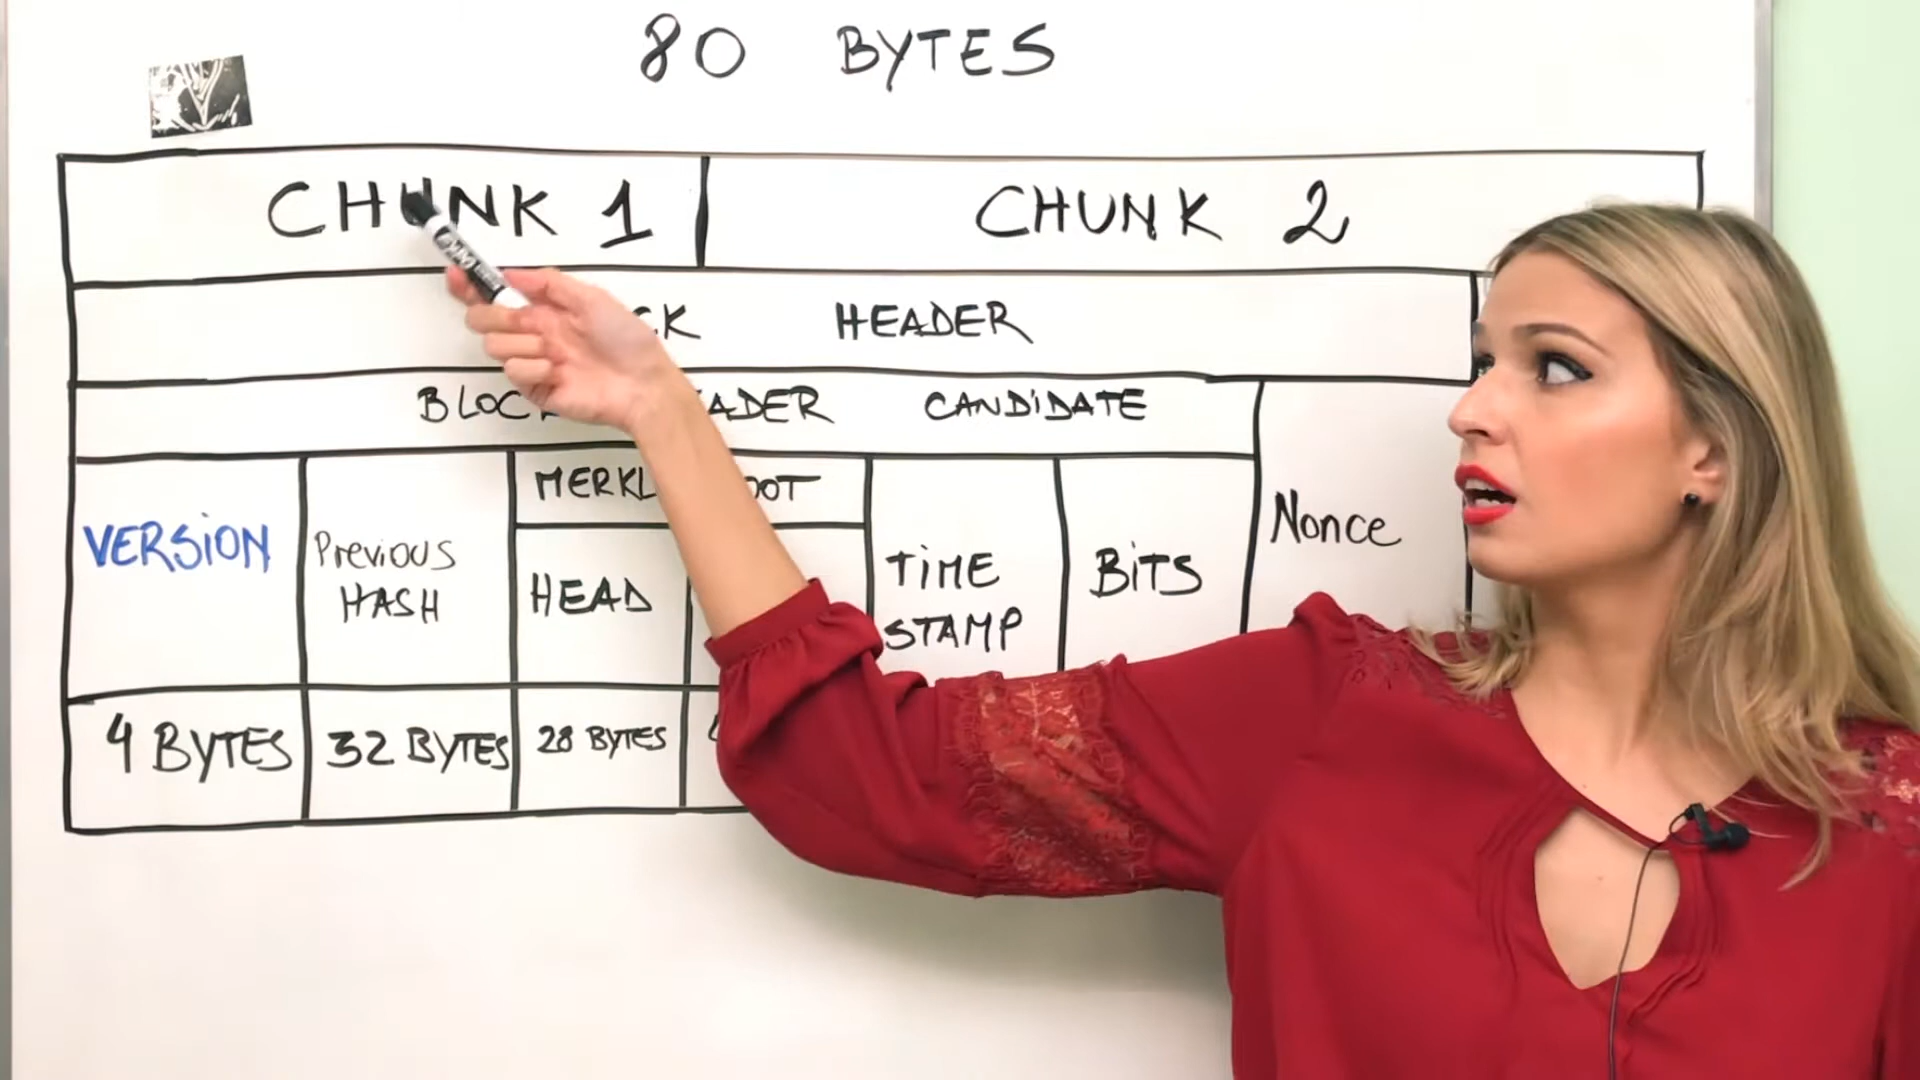 80 BYTES
CHUNK 1 CHUNK 2
HEADER
CANDIDATE
VERSiON
Previous
HASH
HEAD
TiME
STAMP
BiTS
Nonce
4 BYTES 32 BYTES 28 BYTES